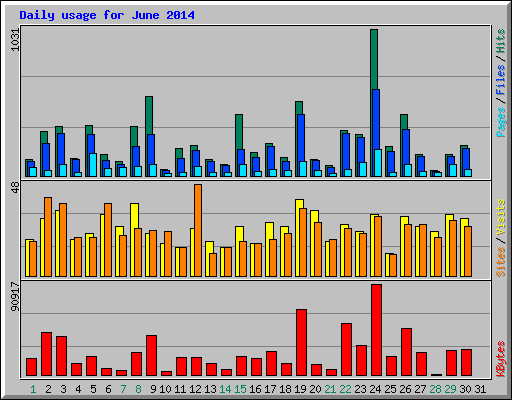 Daily usage for June 2014
1031
Pages / Files / Hits
48
Sites / Visits
90917
KBytes
1 2 3 4 5 6 7 8 9 10 11 12 13 14 15 16 17 18 19 20 21 22 23 24 25 26 27 28 29 30 31